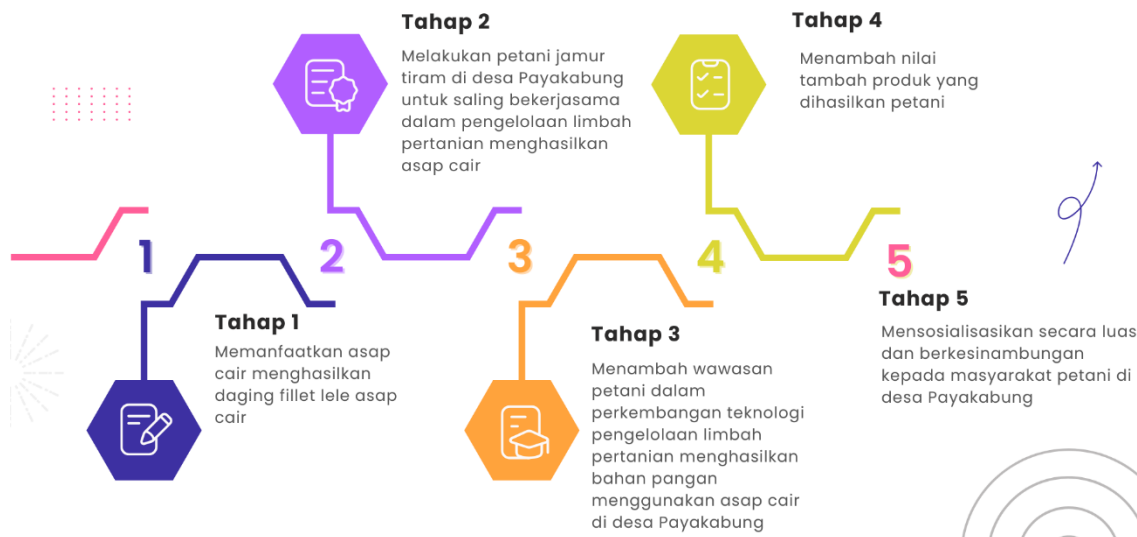 Tahap 2
Melakukan petani jamur
tiram di desa Payakabung
untuk saling bekerjasama
dalam pengelolaan limbah
pertanian menghasilkan
asap cair
Tahap 4
Menambah nilai
tambah produk yang
dihasilkan petani
1
2
3
4
5
Tahap 1
Memanfaatkan asap
cair menghasilkan
daging fillet lele asap
cair
Tahap 3
Menambah wawasan
petani dalam
perkembangan teknologi
pengelolaan limbah
pertanian menghasilkan
bahan pangan
menggunakan asap cair
di desa Payakabung
Tahap 5
Mensosialisasikan secara luas
dan berkesinambungan
kepada masyarakat petani di
desa Payakabung